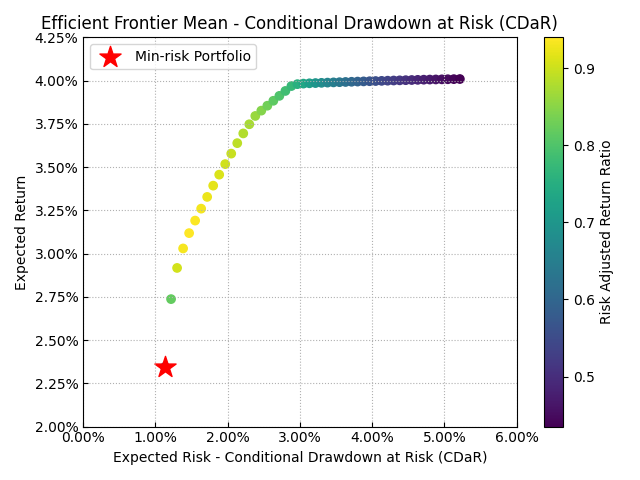 Efficient Frontier Mean - Conditional Drawdown at Risk (CDaR)
Min-risk Portfolio
4.25%
4.00%
3.75%
3.50%
3.25%
3.00%
2.75%
2.50%
2.25%
2.00%
Expected Return
0.00% 1.00% 2.00% 3.00% 4.00% 5.00% 6.00%
Expected Risk - Conditional Drawdown at Risk (CDaR)
0.9
0.8
0.7
0.6
0.5
Risk Adjusted Return Ratio